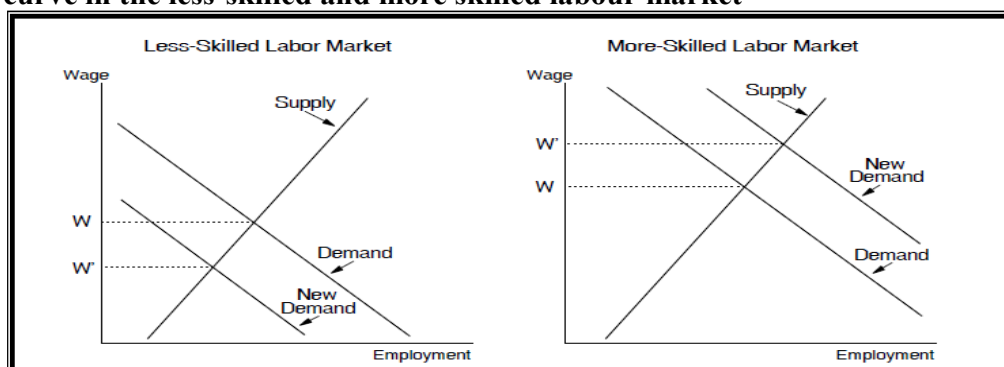 curve in the less-skilled and more skilled labour market
Less-Skilled Labor Market
Wage
Supply
W
W'
Demand
New
Demand
Employment
More-Skilled Labor Market
Wage
Supply
W'
W
New
Demand
Demand
Employment